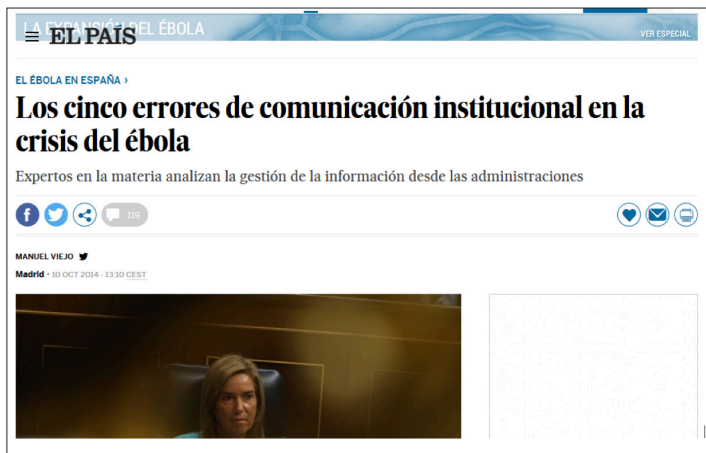 LA EXPANSIÓN DEL ÉBOLA
EL PAÍS
VER ESPECIAL
EL ÉBOLA EN ESPAÑA ›
Los cinco errores de comunicación institucional en la
crisis del ébola
Expertos en la materia analizan la gestión de la información desde las administraciones
119
MANUEL VIEJO
Madrid - 10 OCT 2014 - 13:10 CEST